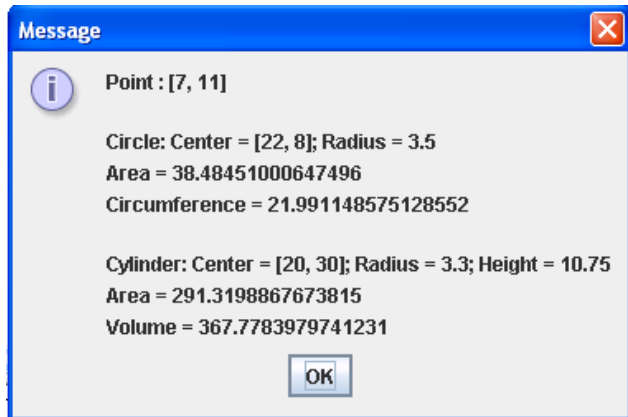 Message
Point : [7, 11]
Circle: Center = [22, 8]; Radius = 3.5
Area = 38.48451000647496
Circumference = 21.991148575128552
Cylinder: Center = [20, 30]; Radius = 3.3; Height = 10.75
Area = 291.3198867673815
Volume = 367.7783979741231
OK